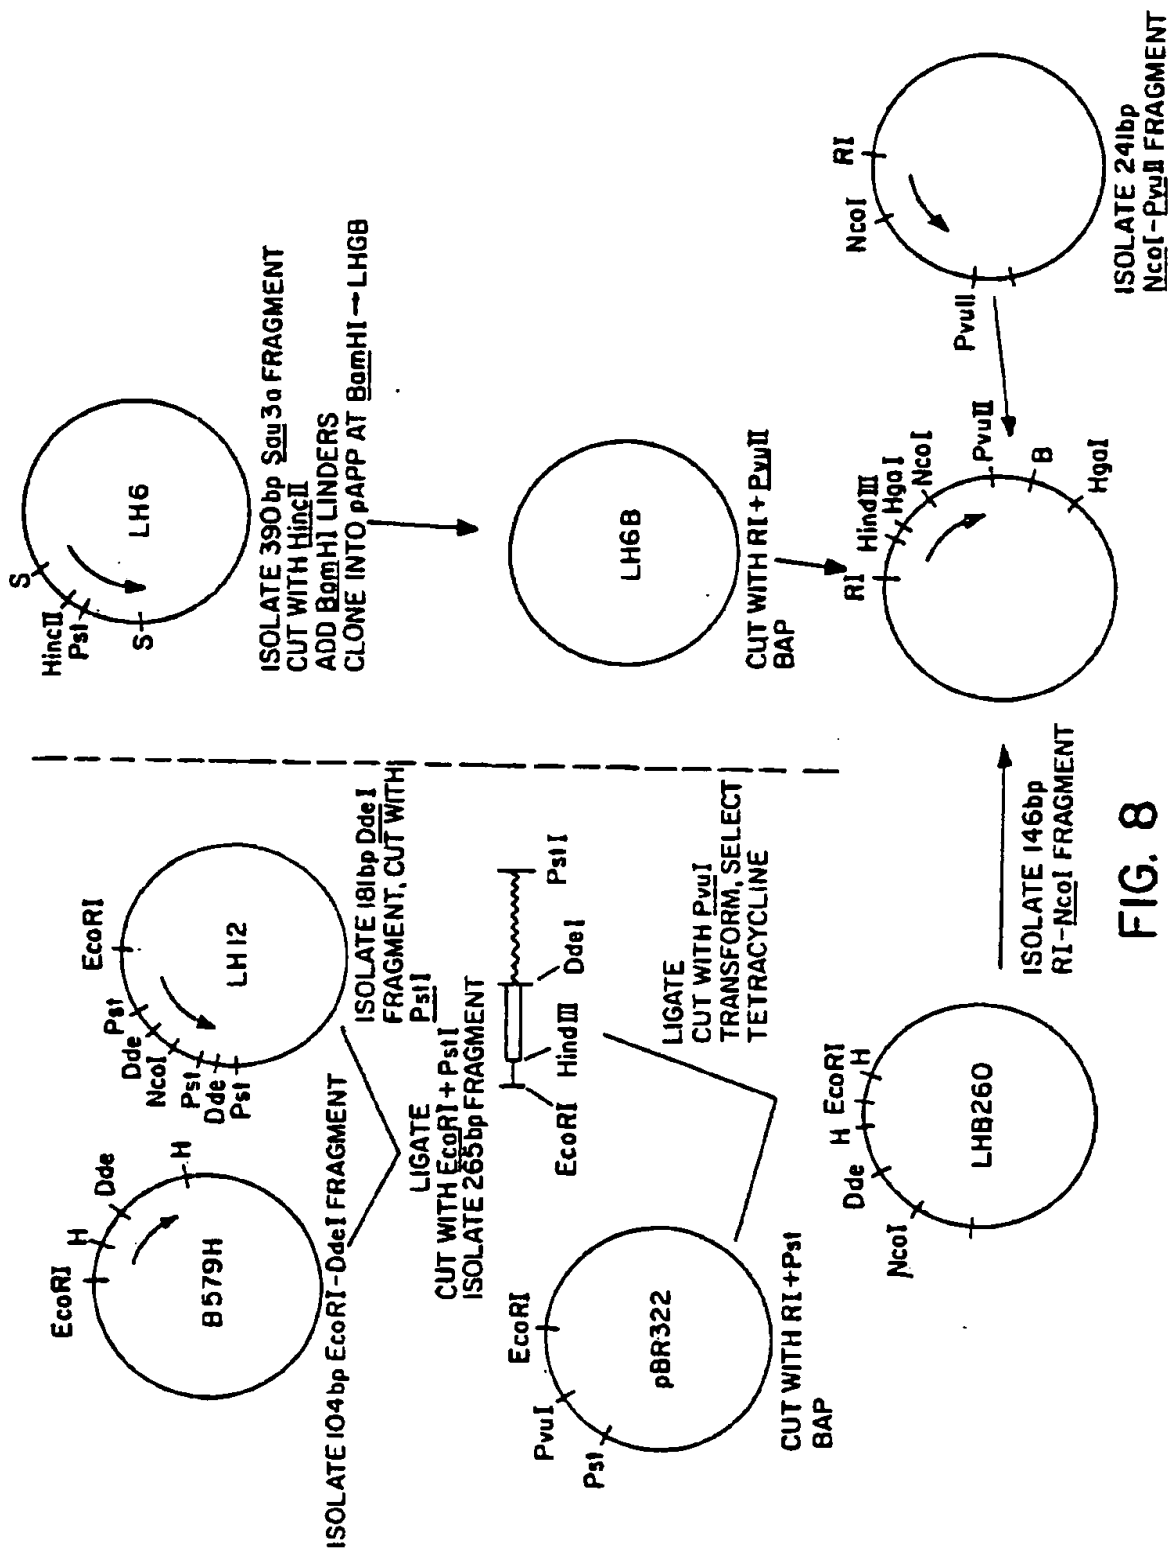 EcoRI
H
Dde
H
B579H
ISOLATE 104bp EcoRI-DdeI FRAGMENT
EcoRI
Pst
Dde
NcoI
Pst
Dde
Pst
LH12
ISOLATE 181bp DdeI
FRAGMENT, CUT WITH
PstI
LIGATE
CUT WITH EcoRI + PstI
ISOLATE 265bp FRAGMENT
EcoRI
HindIII
DdeI
PstI
EcoRI
PvuI
Pst
pBR322
CUT WITH RI+Pst
BAP
LIGATE
CUT WITH PvuI
TRANSFORM, SELECT
TETRACYCLINE
H
EcoRI
H
Dde
NcoI
LHB260
ISOLATE 146bp
RI-NcoI FRAGMENT
S
HincII
Pst
S
LH6
ISOLATE 390bp Sau3a FRAGMENT
CUT WITH HincII
ADD BamHI LINDERS
CLONE INTO pAPP AT BamHI → LHGB
LH6B
CUT WITH RI + PvuII
BAP
RI
HindIII
HgaI
NcoI
PvuII
B
HgaI
NcoI
RI
PvuII
ISOLATE 241bp
NcoI-PvuII FRAGMENT
FIG. 8